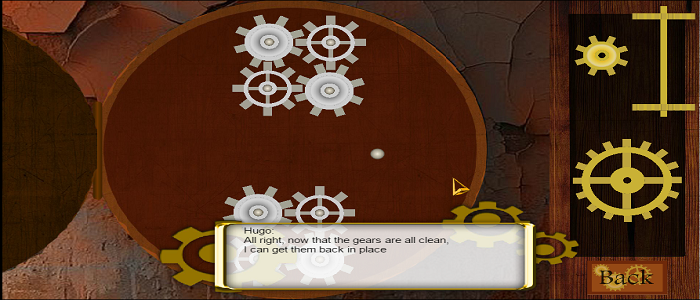 Hugo:
All right, now that the gears are all clean,
I can get them back in place
Back